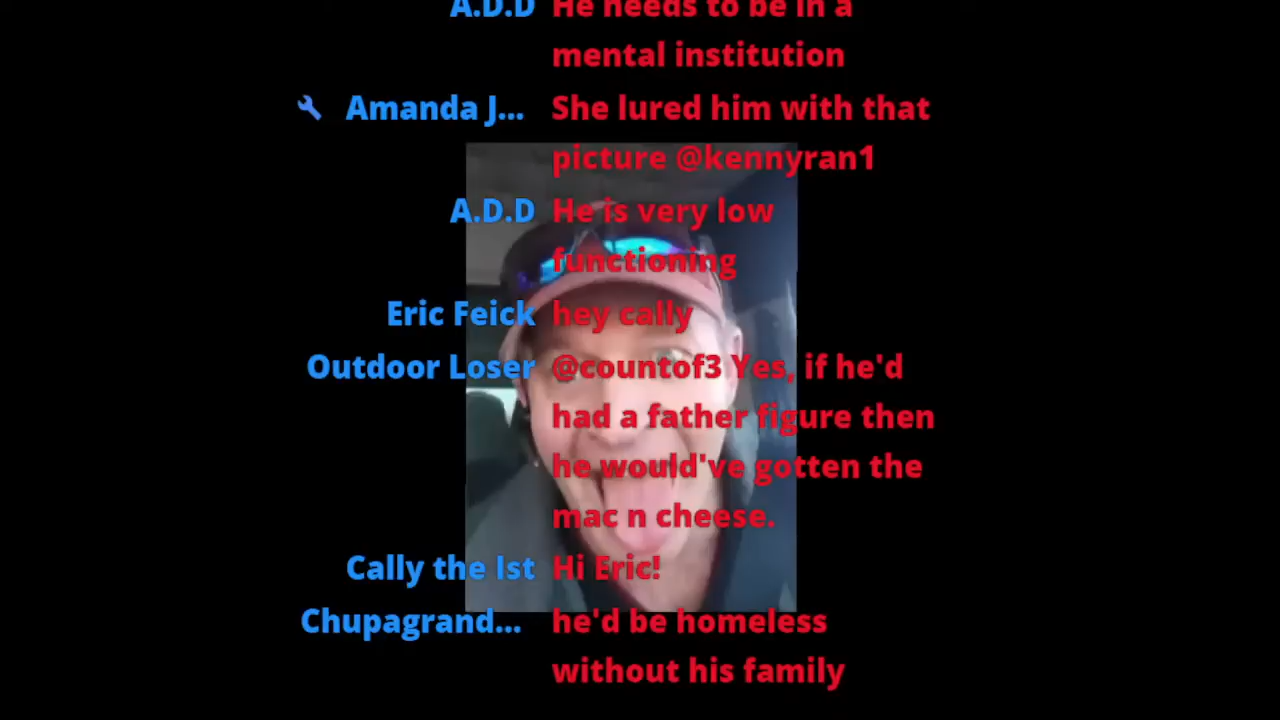 A.D.D He needs to be in a
mental institution
Amanda J... She lured him with that
picture @kennyran1
A.D.D He is very low
functioning
Eric Feick hey cally
Outdoor Loser @countof3 Yes, if he'd
had a father figure then
he would've gotten the
mac n cheese.
Cally the Ist Hi Eric!
Chupagrand... he'd be homeless
without his family